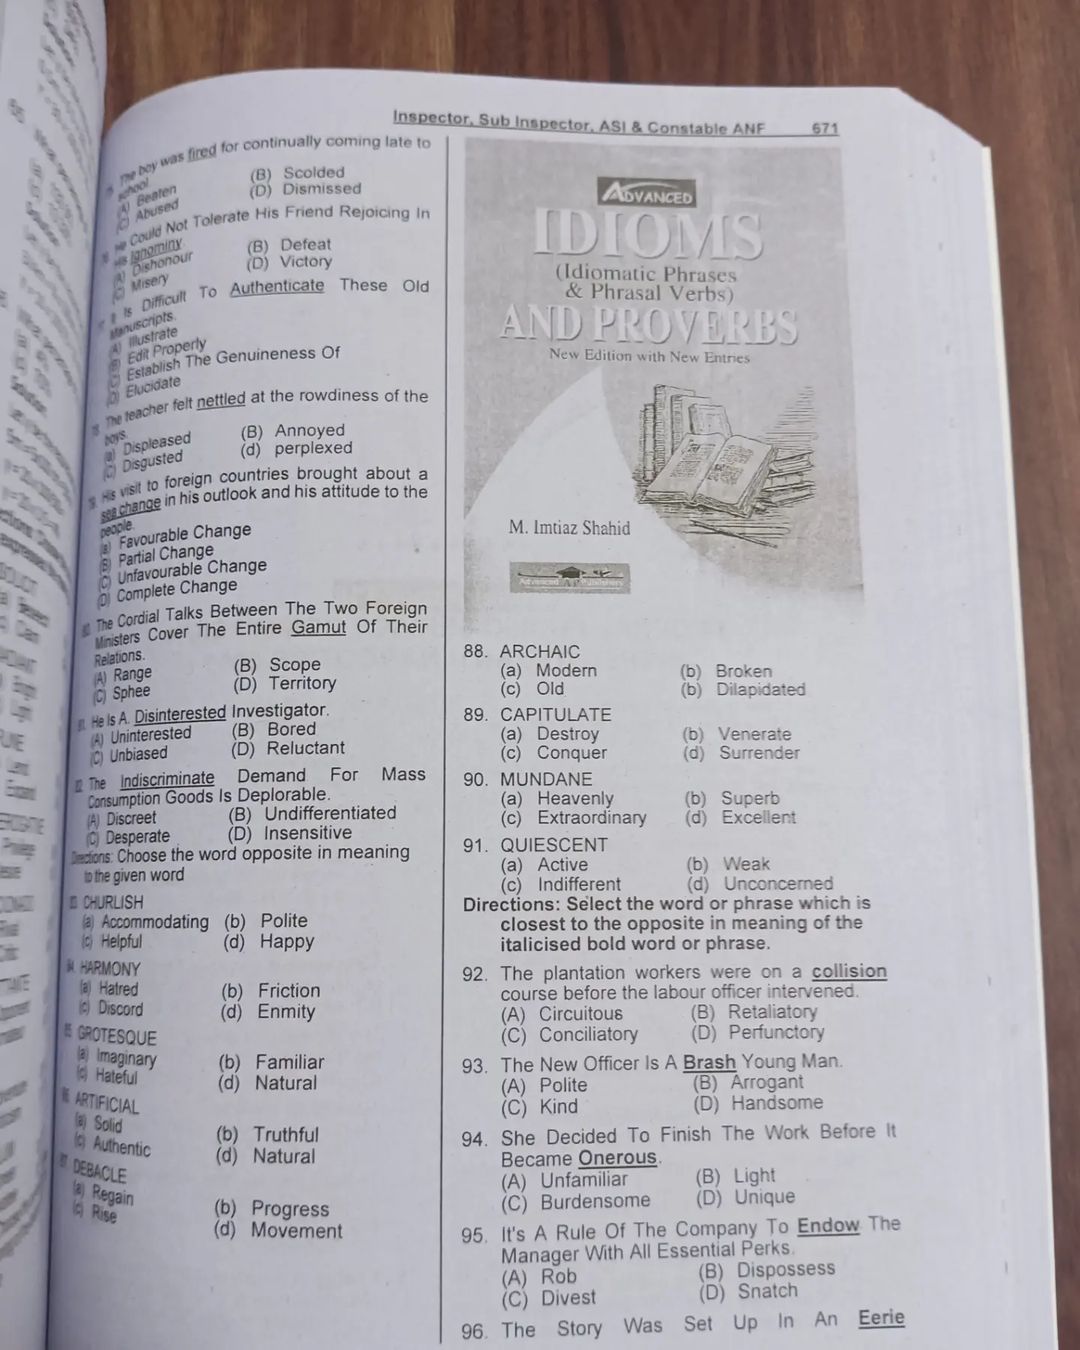 Inspector, Sub Inspector, ASI & Constable ANF 671
The boy was fired for continually coming late to
school.
(A) Beaten (B) Scolded
(C) Abused (D) Dismissed
He Could Not Tolerate His Friend Rejoicing In
His Ignominy.
(A) Dishonour (B) Defeat
(C) Misery (D) Victory
It Is Difficult To Authenticate These Old
Manuscripts.
(A) Illustrate
(B) Edit Properly
(C) Establish The Genuineness Of
(D) Elucidate
The teacher felt nettled at the rowdiness of the
boys.
(a) Displeased (B) Annoyed
(C) Disgusted (d) perplexed
His visit to foreign countries brought about a
sea change in his outlook and his attitude to the
people.
(a) Favourable Change
(B) Partial Change
(C) Unfavourable Change
(D) Complete Change
The Cordial Talks Between The Two Foreign
Ministers Cover The Entire Gamut Of Their
Relations.
(A) Range (B) Scope
(C) Sphee (D) Territory
He Is A. Disinterested Investigator.
(A) Uninterested (B) Bored
(C) Unbiased (D) Reluctant
The Indiscriminate Demand For Mass
Consumption Goods Is Deplorable.
(A) Discreet (B) Undifferentiated
(C) Desperate (D) Insensitive
Directions: Choose the word opposite in meaning
to the given word
CHURLISH
(a) Accommodating (b) Polite
(c) Helpful (d) Happy
HARMONY
(a) Hatred (b) Friction
(c) Discord (d) Enmity
GROTESQUE
(a) Imaginary (b) Familiar
(c) Hateful (d) Natural
ARTIFICIAL
(a) Solid (b) Truthful
(c) Authentic (d) Natural
DEBACLE
(a) Regain (b) Progress
(c) Rise (d) Movement
ADVANCED
IDIOMS
(Idiomatic Phrases
& Phrasal Verbs)
AND PROVERBS
New Edition with New Entries
M. Imtiaz Shahid
Advanced AP Publishers
88. ARCHAIC
(a) Modern (b) Broken
(c) Old (b) Dilapidated
89. CAPITULATE
(a) Destroy (b) Venerate
(c) Conquer (d) Surrender
90. MUNDANE
(a) Heavenly (b) Superb
(c) Extraordinary (d) Excellent
91. QUIESCENT
(a) Active (b) Weak
(c) Indifferent (d) Unconcerned
Directions: Select the word or phrase which is
closest to the opposite in meaning of the
italicised bold word or phrase.
92. The plantation workers were on a collision
course before the labour officer intervened.
(A) Circuitous (B) Retaliatory
(C) Conciliatory (D) Perfunctory
93. The New Officer Is A Brash Young Man.
(A) Polite (B) Arrogant
(C) Kind (D) Handsome
94. She Decided To Finish The Work Before It
Became Onerous.
(A) Unfamiliar (B) Light
(C) Burdensome (D) Unique
95. It's A Rule Of The Company To Endow The
Manager With All Essential Perks.
(A) Rob (B) Dispossess
(C) Divest (D) Snatch
96. The Story Was Set Up In An Eerie